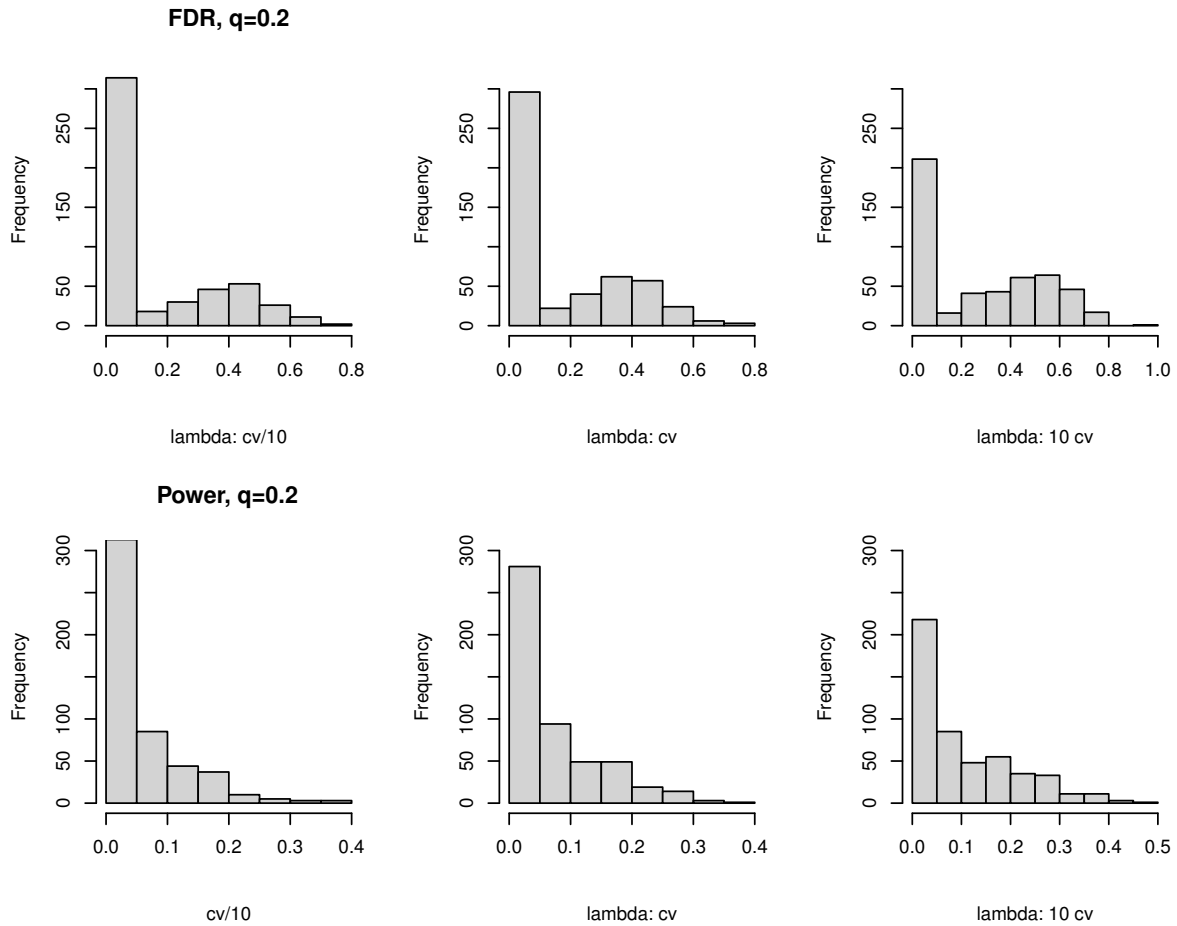 FDR, q=0.2
Frequency
0 50 150 250
0.0 0.2 0.4 0.6 0.8
lambda: cv/10
Frequency
0 50 150 250
0.0 0.2 0.4 0.6 0.8
lambda: cv
Frequency
0 50 150 250
0.0 0.2 0.4 0.6 0.8 1.0
lambda: 10 cv
Power, q=0.2
Frequency
0 50 100 200 300
0.0 0.1 0.2 0.3 0.4
cv/10
Frequency
0 50 100 200 300
0.0 0.1 0.2 0.3 0.4
lambda: cv
Frequency
0 50 100 200 300
0.0 0.1 0.2 0.3 0.4 0.5
lambda: 10 cv